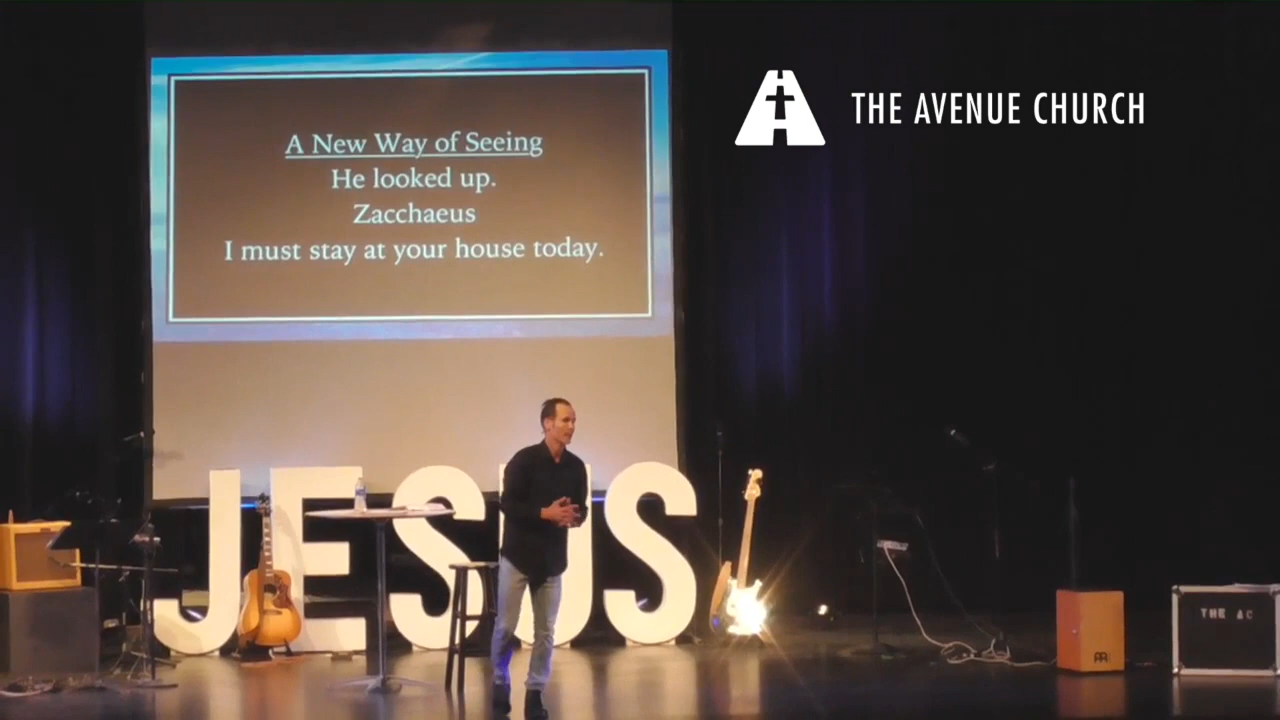 A New Way of Seeing
He looked up.
Zacchaeus
I must stay at your house today.
THE AVENUE CHURCH
JESUS
THE AC